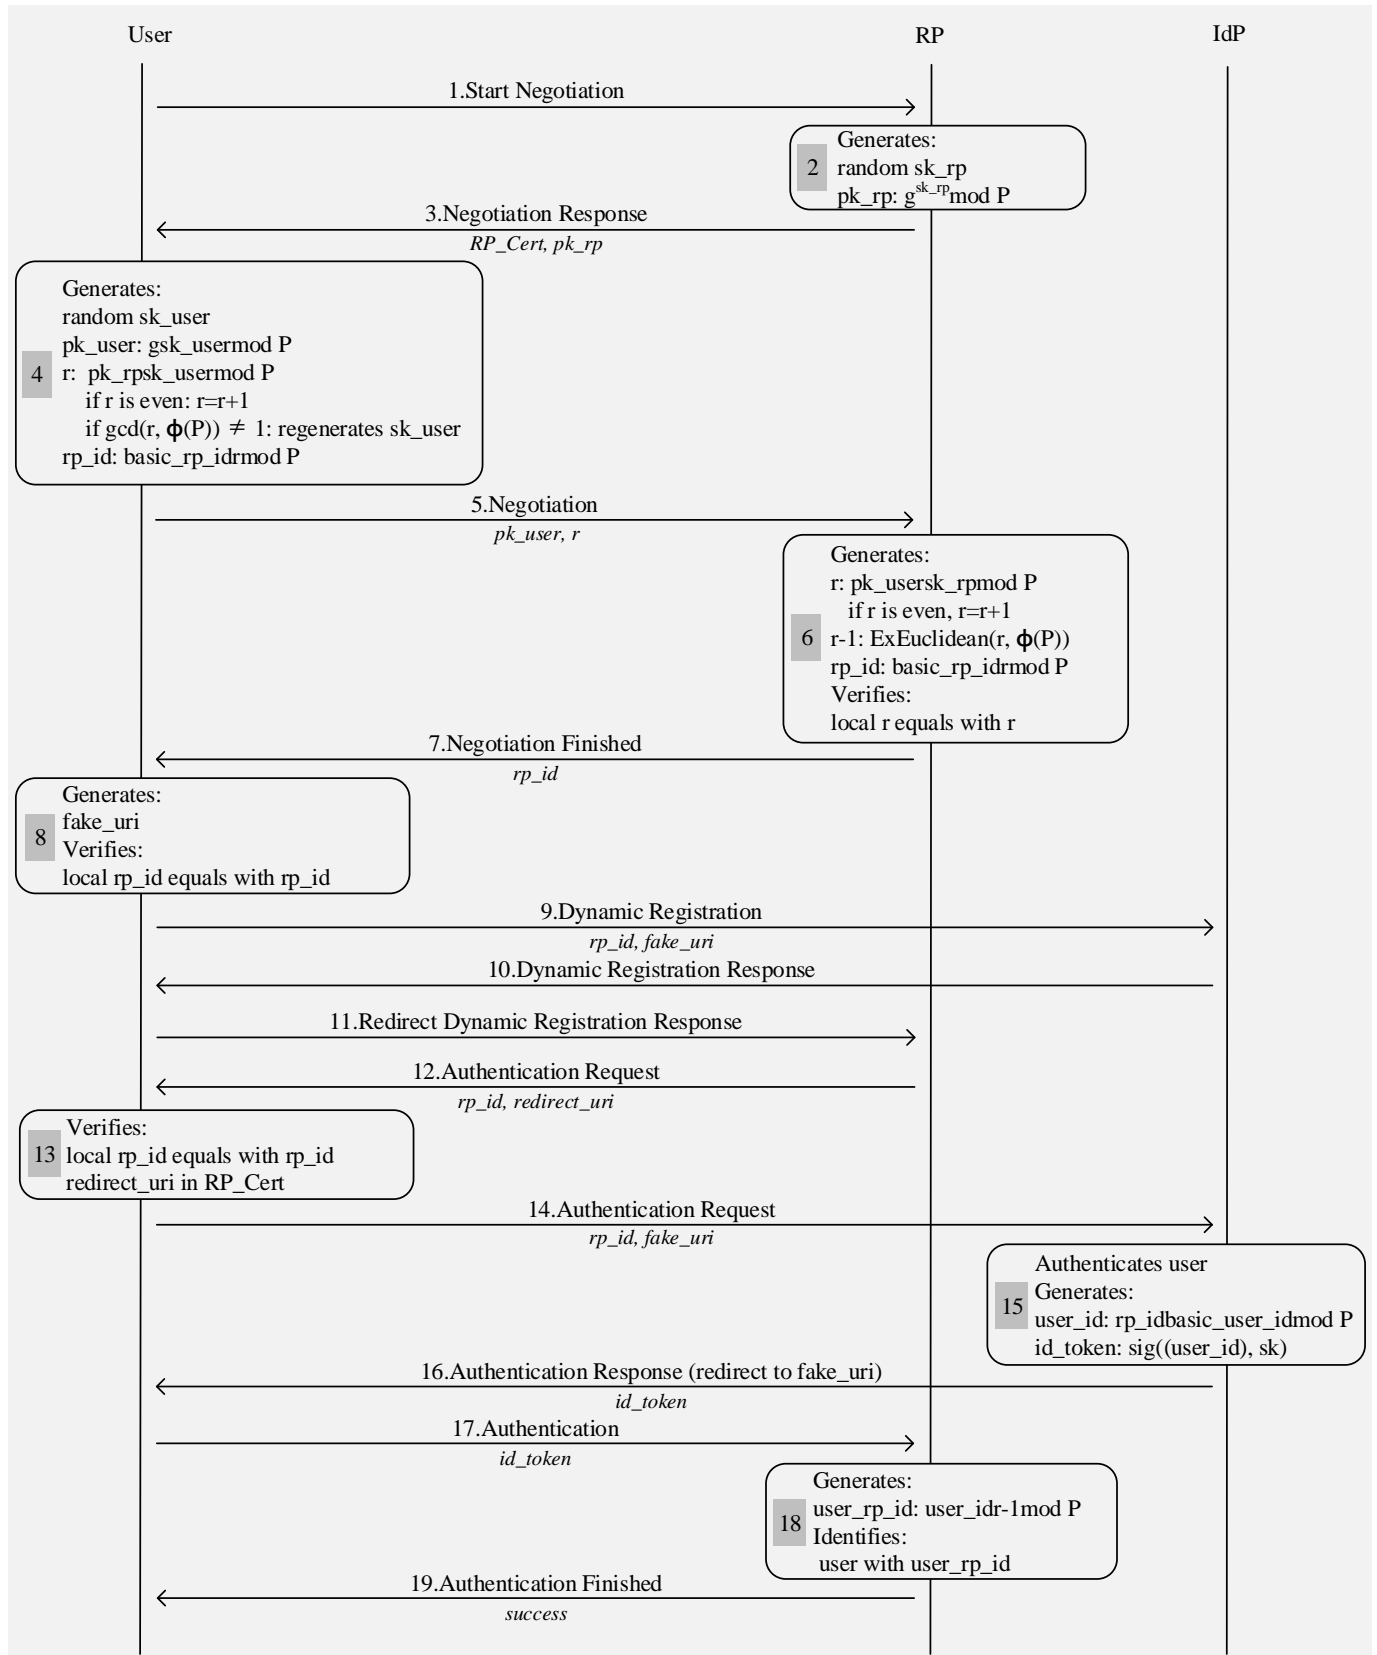 User
RP
IdP
1.Start Negotiation
Generates:
2 random sk_rp
pk_rp: g^sk_rp mod P
3.Negotiation Response
RP_Cert, pk_rp
Generates:
random sk_user
pk_user: gsk_usermod P
4 r: pk_rpsk_usermod P
if r is even: r=r+1
if gcd(r, ϕ(P)) ≠ 1: regenerates sk_user
rp_id: basic_rp_idrmod P
5.Negotiation
pk_user, r
Generates:
r: pk_usersk_rpmod P
if r is even, r=r+1
6 r-1: ExEuclidean(r, ϕ(P))
rp_id: basic_rp_idrmod P
Verifies:
local r equals with r
7.Negotiation Finished
rp_id
Generates:
8 fake_uri
Verifies:
local rp_id equals with rp_id
9.Dynamic Registration
rp_id, fake_uri
10.Dynamic Registration Response
11.Redirect Dynamic Registration Response
12.Authentication Request
rp_id, redirect_uri
Verifies:
13 local rp_id equals with rp_id
redirect_uri in RP_Cert
14.Authentication Request
rp_id, fake_uri
Authenticates user
15 Generates:
user_id: rp_idbasic_user_idmod P
id_token: sig((user_id), sk)
16.Authentication Response (redirect to fake_uri)
id_token
17.Authentication
id_token
Generates:
18 user_rp_id: user_idr-1mod P
Identifies:
user with user_rp_id
19.Authentication Finished
success